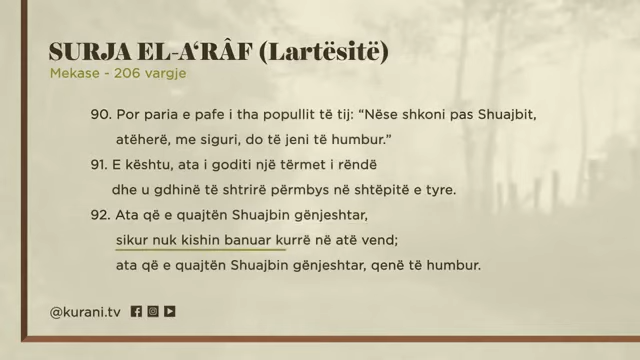 SURJA EL-A‘RÂF (Lartësitë)
Mekase - 206 vargje
90. Por paria e pafe i tha popullit të tij: “Nëse shkoni pas Shuajbit,
atëherë, me siguri, do të jeni të humbur.”
91. E kështu, ata i goditi një tërmet i rëndë
dhe u gdhinë të shtrirë përmbys në shtëpitë e tyre.
92. Ata që e quajtën Shuajbin gënjeshtar,
sikur nuk kishin banuar kurrë në atë vend;
ata që e quajtën Shuajbin gënjeshtar, qenë të humbur.
@kurani.tv